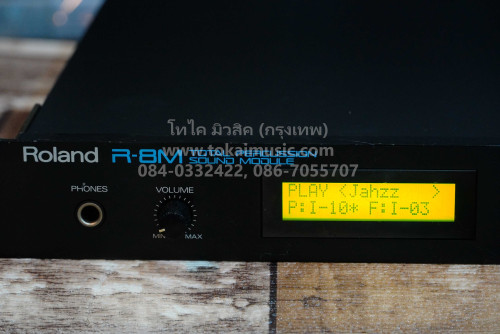 โทไค มิวสิค (กรุงเทพ)
www.tokaimusic.com
084-0332422, 086-7055707
Roland R-8M TOTAL PERCUSSION
SOUND MODULE
PHONES
VOLUME
MIN MAX
PLAY <Jahzz >
P:I-10* F:I-03